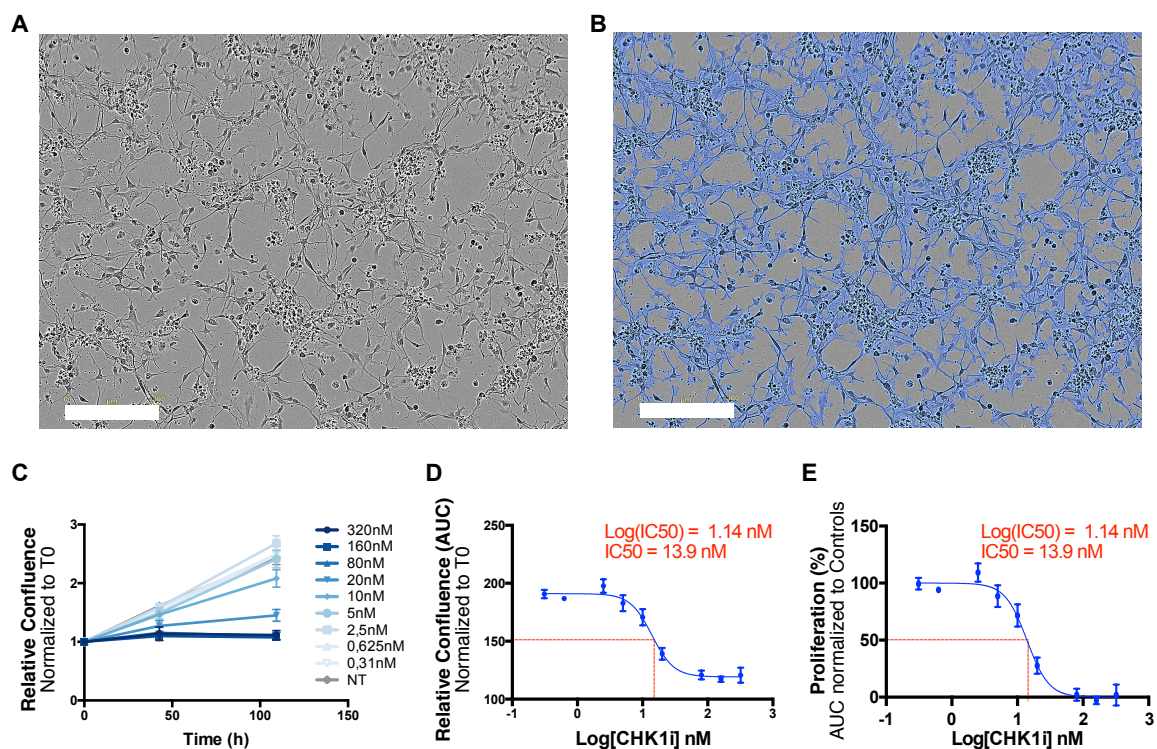 A
B
C
Relative Confluence
Normalized to T0
3
2
1
0
0
50
100
150
Time (h)
320nM
160nM
80nM
20nM
10nM
5nM
2,5nM
0,625nM
0,31nM
NT
D
Relative Confluence (AUC)
Normalized to T0
250
200
150
100
-1
0
1
2
3
Log[CHK1i] nM
Log(IC50) = 1.14 nM
IC50 = 13.9 nM
E
Proliferation (%)
AUC normalized to Controls
150
100
50
0
-1
0
1
2
3
Log[CHK1i] nM
Log(IC50) = 1.14 nM
IC50 = 13.9 nM